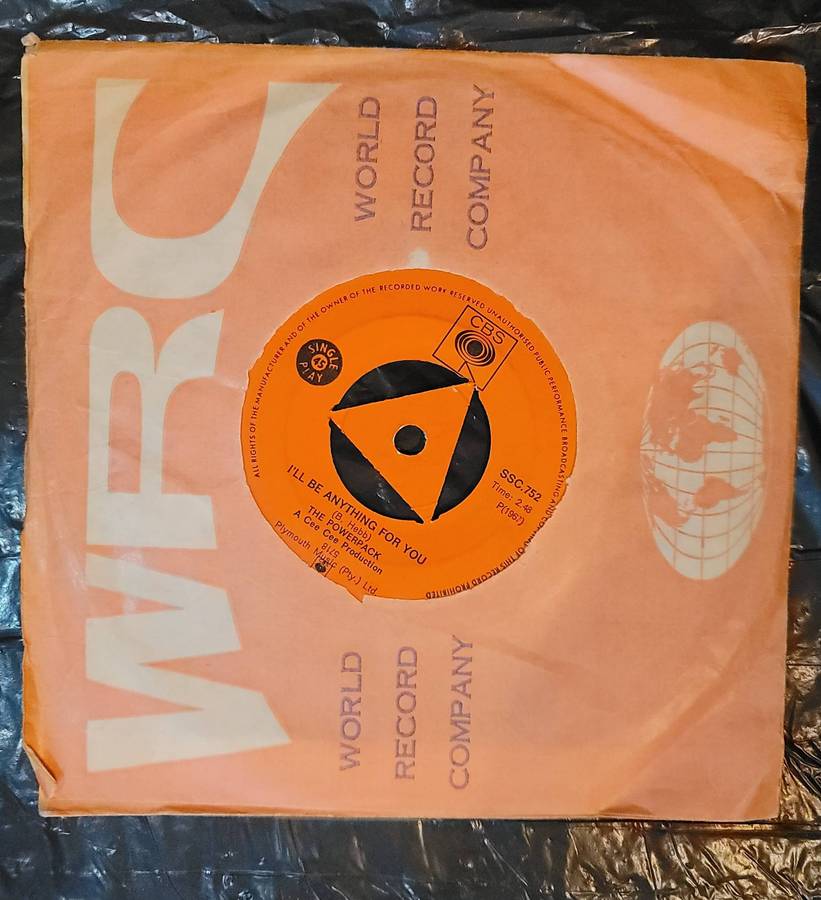 WRC
WORLD
RECORD
COMPANY
WORLD
RECORD
COMPANY
ALL RIGHTS OF THE MANUFACTURER AND OF THE OWNER OF THE RECORDED WORK RESERVED. UNAUTHORISED PUBLIC PERFORMANCE BROADCASTING AND OF THIS RECORD PROHIBITED
CBS
SINGLE
45
PLAY
SSC.752
Time: 2.48
P(1967)
I'LL BE ANYTHING FOR YOU
(B. Hebb)
THE POWERPACK
A Cee Cee Production
5718
Plymouth Music (Pty.) Ltd